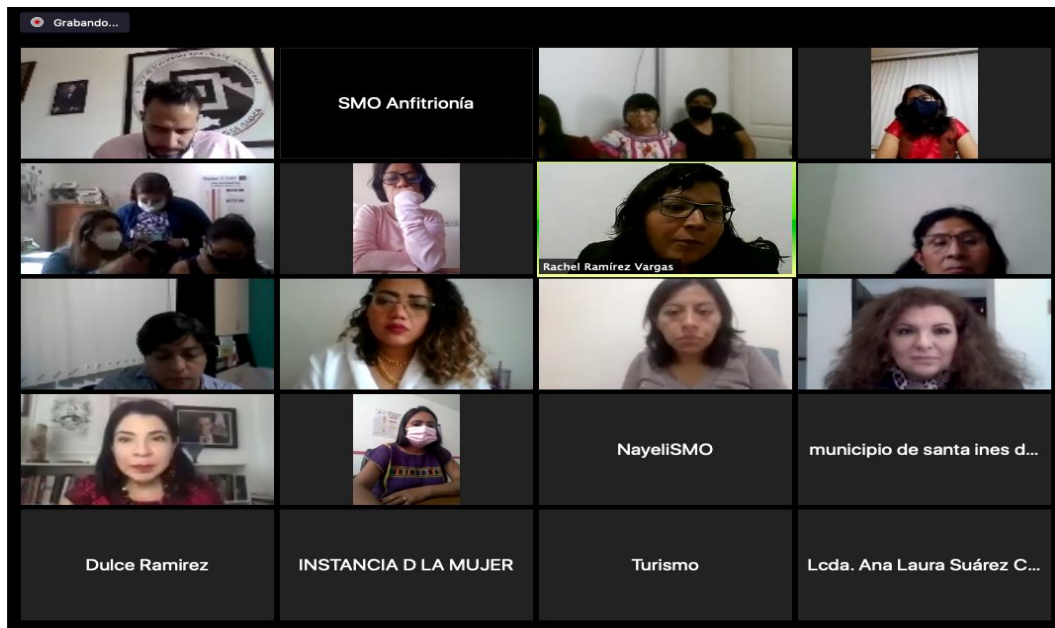 Grabando...
SMO Anfitrionía
Rachel Ramírez Vargas
NayeliSMO
municipio de santa ines d...
Dulce Ramirez
INSTANCIA D LA MUJER
Turismo
Lcda. Ana Laura Suárez C...